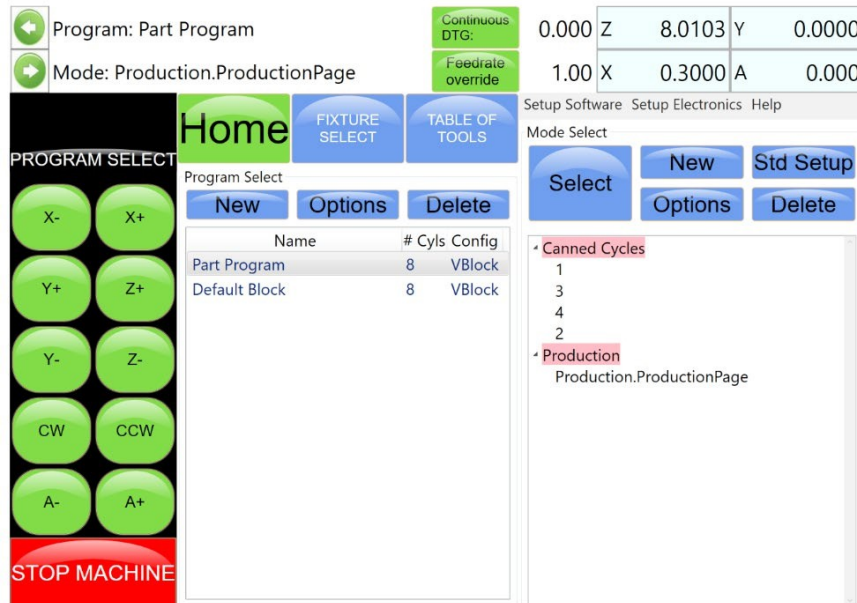 Program: Part Program
Continuous DTG:
0.000 Z 8.0103 Y 0.0000
Mode: Production.ProductionPage
Feedrate override
1.00 X 0.3000 A 0.000
PROGRAM SELECT
X- X+
Y+ Z+
Y- Z-
CW CCW
A- A+
STOP MACHINE
Home
FIXTURE SELECT
TABLE OF TOOLS
Program Select
New Options Delete
Name # Cyls Config
Part Program 8 VBlock
Default Block 8 VBlock
Setup Software Setup Electronics Help
Mode Select
Select
New Std Setup
Options Delete
Canned Cycles
1
3
4
2
Production
Production.ProductionPage